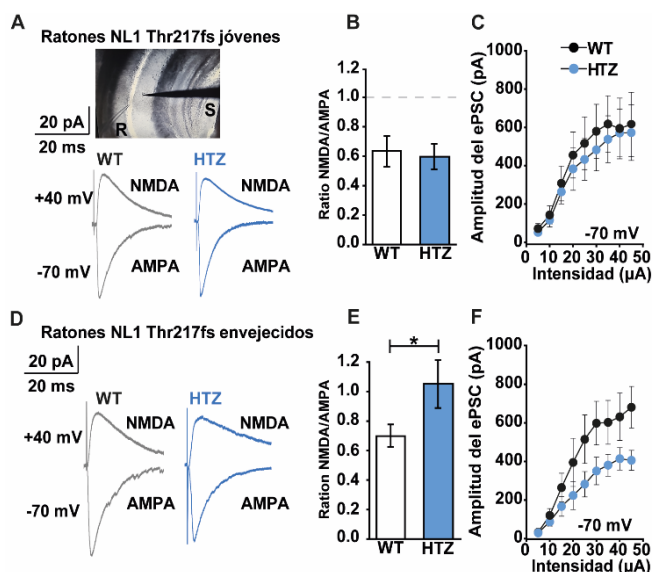 A
Ratones NL1 Thr217fs jóvenes
20 pA
20 ms
R
S
WT
HTZ
+40 mV
NMDA
NMDA
-70 mV
AMPA
AMPA
B
Ratio NMDA/AMPA
1.2
1.0
0.8
0.6
0.4
0.2
0.0
WT
HTZ
C
Amplitud del ePSC (pA)
1000
800
600
400
200
0
WT
HTZ
-70 mV
0 10 20 30 40 50
Intensidad (µA)
D
Ratones NL1 Thr217fs envejecidos
20 pA
20 ms
WT
HTZ
+40 mV
NMDA
NMDA
-70 mV
AMPA
AMPA
E
Ration NMDA/AMPA
1.2
1.0
0.8
0.6
0.4
0.2
0.0
*
WT
HTZ
F
Amplitud del ePSC (pA)
1000
800
600
400
200
0
-70 mV
0 10 20 30 40 50
Intensidad (µA)